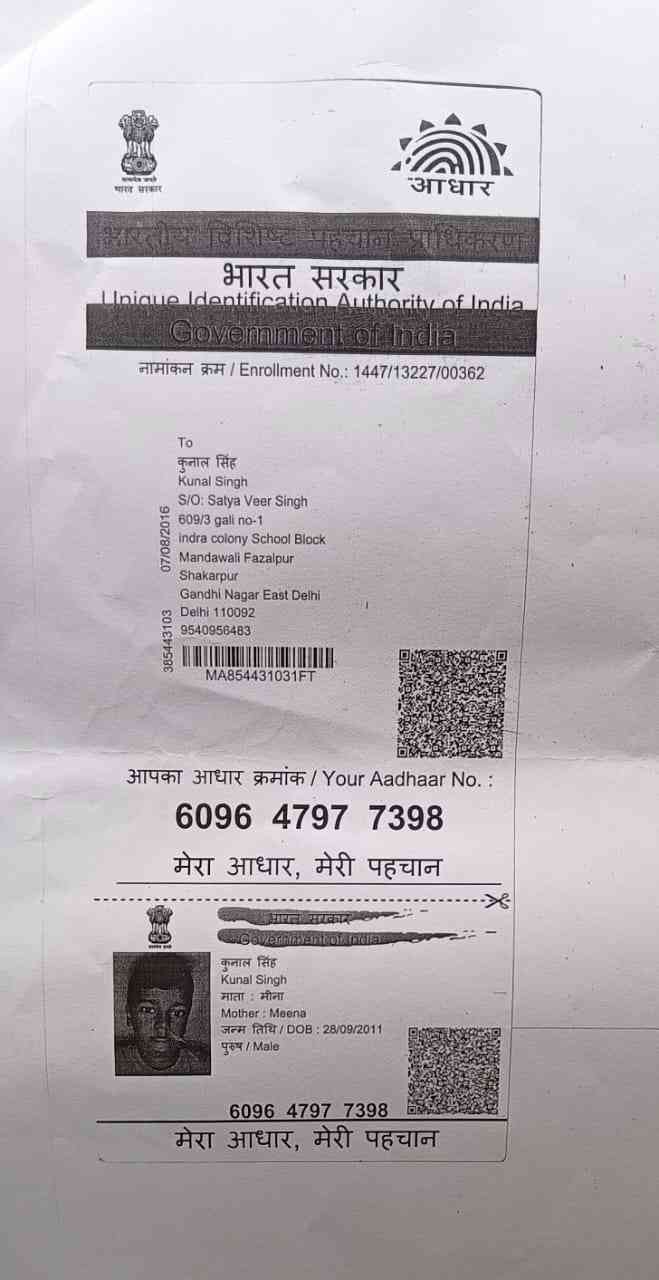 भारत सरकार
आधार
भारतीय विशिष्ट पहचान प्राधिकरण
भारत सरकार
Unique Identification Authority of India
Government of India
नामांकन क्रम / Enrollment No.: 1447/13227/00362
To
कुनाल सिंह
Kunal Singh
S/O: Satya Veer Singh
609/3 gali no-1
indra colony School Block
Mandawali Fazalpur
Shakarpur
Gandhi Nagar East Delhi
Delhi 110092
9540956483
385443103 07/08/2016
MA854431031FT
आपका आधार क्रमांक / Your Aadhaar No. :
6096 4797 7398
मेरा आधार, मेरी पहचान
भारत सरकार
Government of India
कुनाल सिंह
Kunal Singh
माता : मीना
Mother : Meena
जन्म तिथि / DOB : 28/09/2011
पुरुष / Male
6096 4797 7398
मेरा आधार, मेरी पहचान